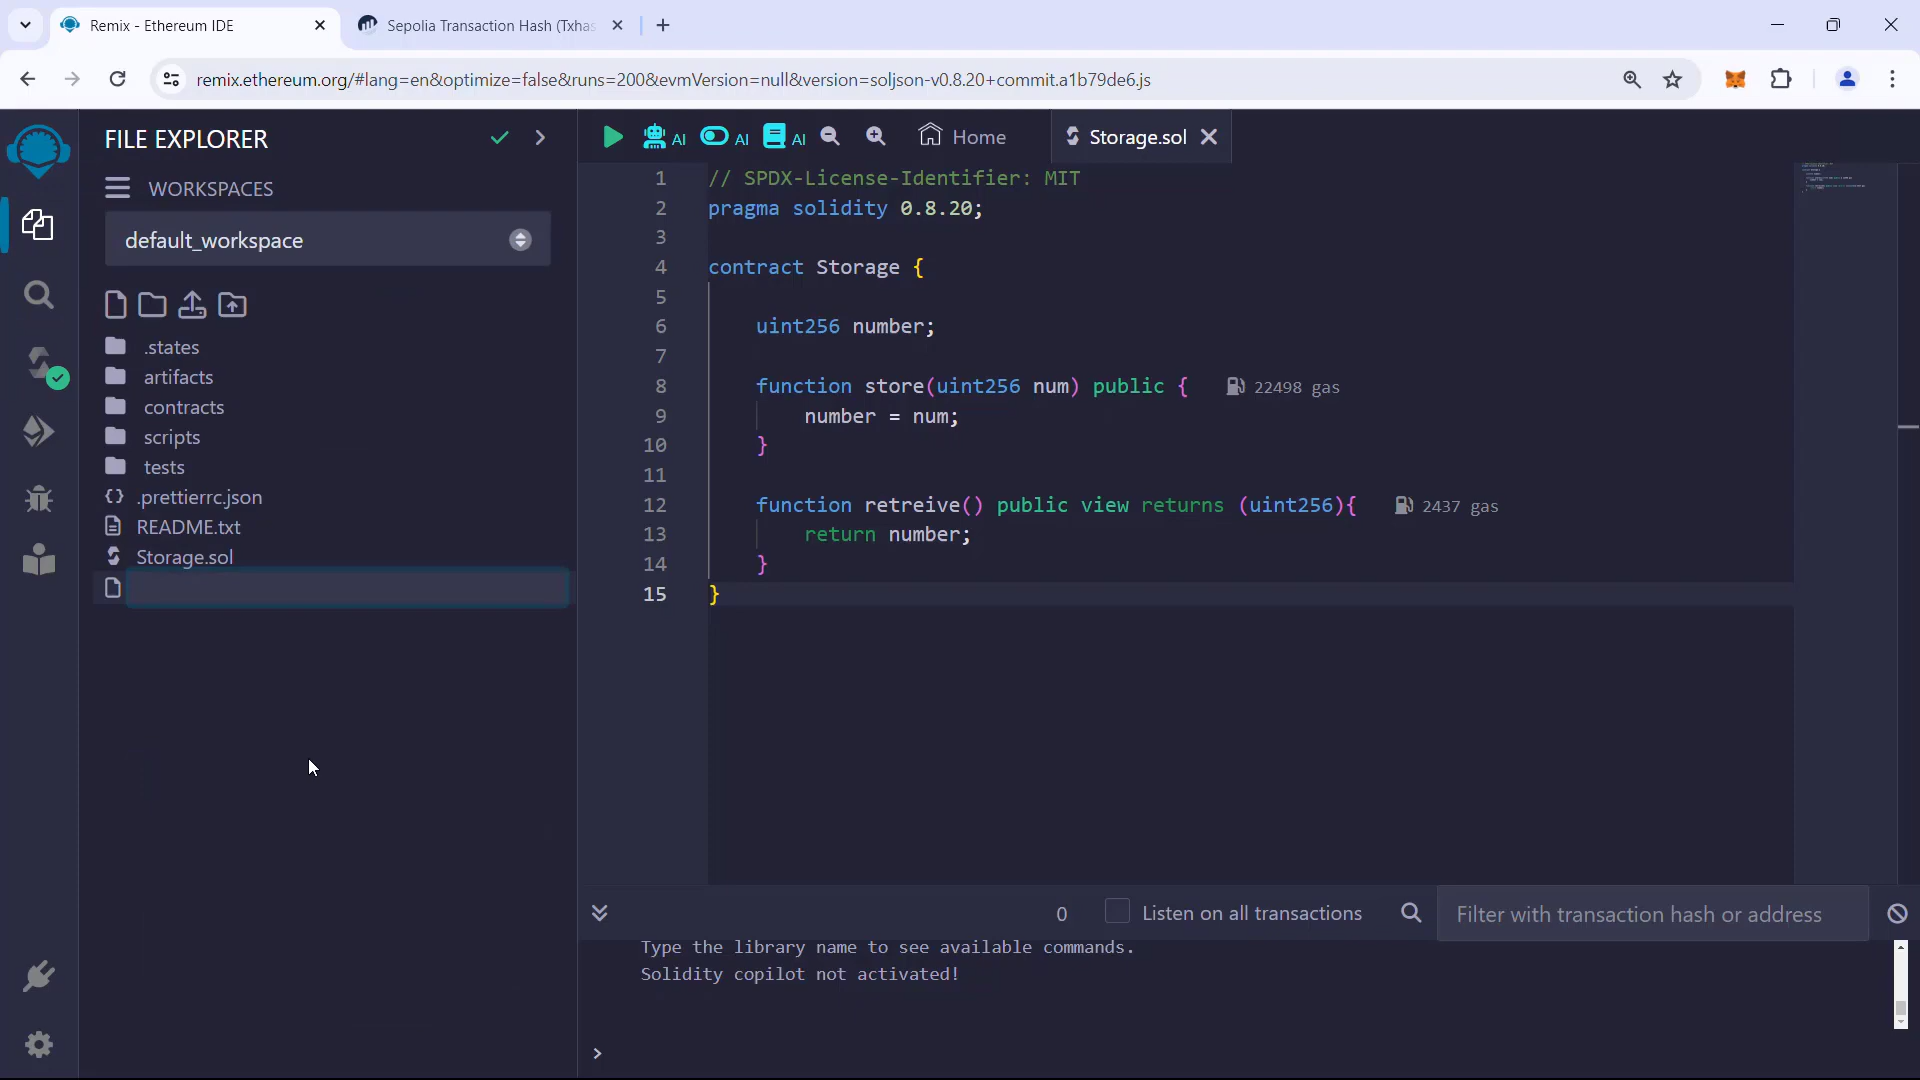 Remix - Ethereum IDE
Sepolia Transaction Hash (Txhas
remix.ethereum.org/#lang=en&optimize=false&runs=200&evmVersion=null&version=soljson-v0.8.20+commit.a1b79de6.js
FILE EXPLORER
AI
AI
AI
Home
Storage.sol
WORKSPACES
default_workspace
.states
artifacts
contracts
scripts
tests
.prettierrc.json
README.txt
Storage.sol
1 // SPDX-License-Identifier: MIT
2 pragma solidity 0.8.20;
3
4 contract Storage {
5
6 uint256 number;
7
8 function store(uint256 num) public { 22498 gas
9 number = num;
10 }
11
12 function retreive() public view returns (uint256){ 2437 gas
13 return number;
14 }
15 }
0 Listen on all transactions Filter with transaction hash or address
Type the library name to see available commands.
Solidity copilot not activated!
>